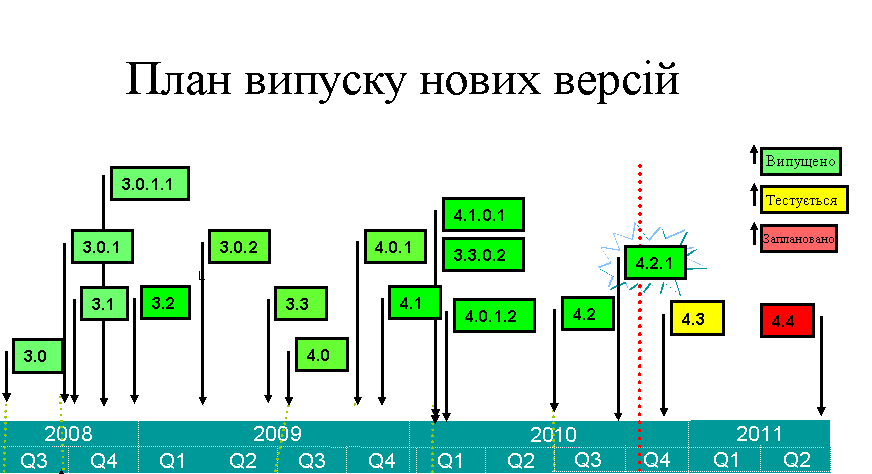 План випуску нових версій
Випущено
Тестується
Заплановано
3.0.1.1
4.1.0.1
3.0.1
3.0.2
4.0.1
3.3.0.2
4.2.1
3.1
3.2
3.3
4.1
4.0.1.2
4.2
4.3
4.4
3.0
4.0
2008 2009 2010 2011
Q3 Q4 Q1 Q2 Q3 Q4 Q1 Q2 Q3 Q4 Q1 Q2